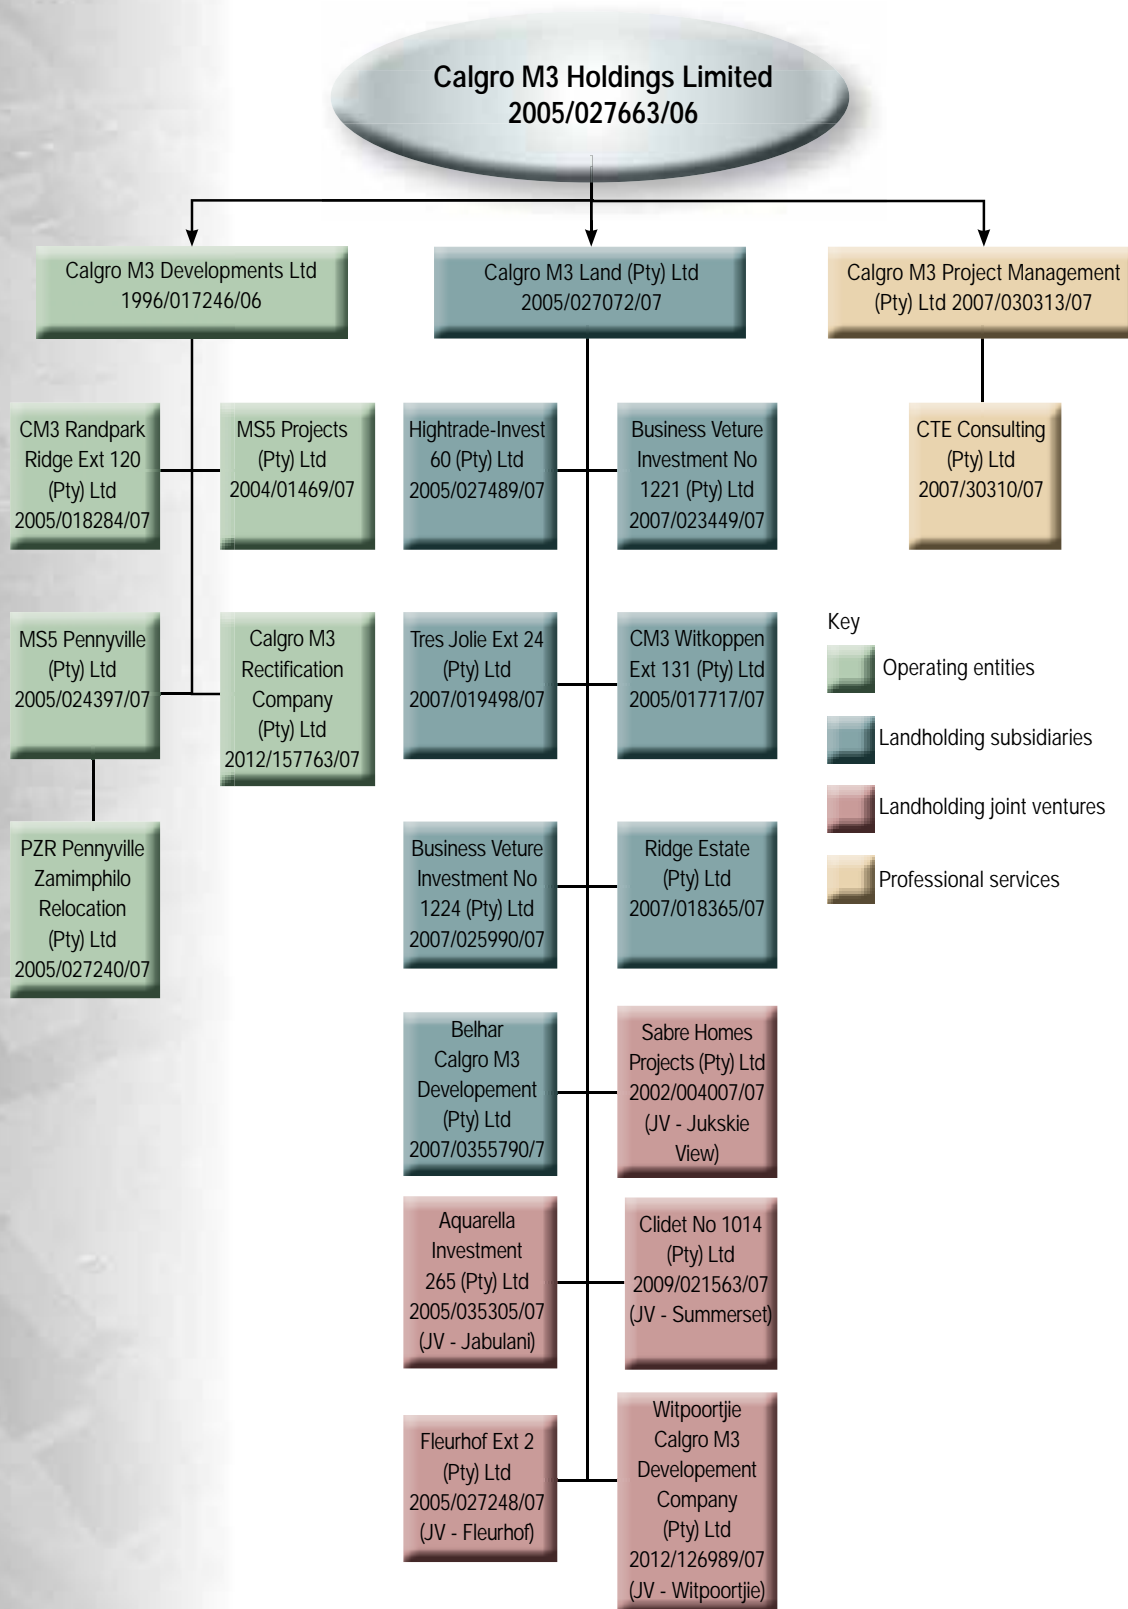 Calgro M3 Holdings Limited
2005/027663/06
Calgro M3 Developments Ltd
1996/017246/06
Calgro M3 Land (Pty) Ltd
2005/027072/07
Calgro M3 Project Management
(Pty) Ltd 2007/030313/07
CM3 Randpark
Ridge Ext 120
(Pty) Ltd
2005/018284/07
MS5 Projects
(Pty) Ltd
2004/01469/07
Hightrade-Invest
60 (Pty) Ltd
2005/027489/07
Business Veture
Investment No
1221 (Pty) Ltd
2007/023449/07
CTE Consulting
(Pty) Ltd
2007/30310/07
MS5 Pennyville
(Pty) Ltd
2005/024397/07
Calgro M3
Rectification
Company
(Pty) Ltd
2012/157763/07
Tres Jolie Ext 24
(Pty) Ltd
2007/019498/07
CM3 Witkoppen
Ext 131 (Pty) Ltd
2005/017717/07
Key
Operating entities
Landholding subsidiaries
Landholding joint ventures
Professional services
PZR Pennyville
Zamimphilo
Relocation
(Pty) Ltd
2005/027240/07
Business Veture
Investment No
1224 (Pty) Ltd
2007/025990/07
Ridge Estate
(Pty) Ltd
2007/018365/07
Belhar
Calgro M3
Developement
(Pty) Ltd
2007/0355790/7
Sabre Homes
Projects (Pty) Ltd
2002/004007/07
(JV - Jukskie
View)
Aquarella
Investment
265 (Pty) Ltd
2005/035305/07
(JV - Jabulani)
Clidet No 1014
(Pty) Ltd
2009/021563/07
(JV - Summerset)
Fleurhof Ext 2
(Pty) Ltd
2005/027248/07
(JV - Fleurhof)
Witpoortjie
Calgro M3
Developement
Company
(Pty) Ltd
2012/126989/07
(JV - Witpoortjie)